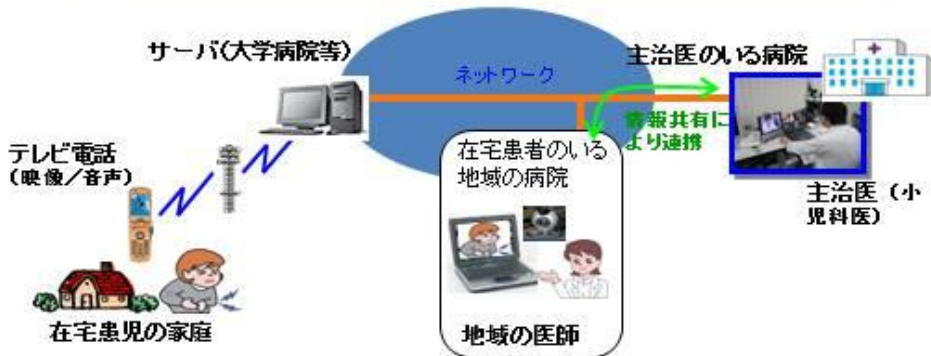 サーバ(大学病院等)
主治医のいる病院
ネットワーク
情報共有に
より連携
テレビ電話
(映像/音声)
在宅患者のいる
地域の病院
主治医(小
児科医)
在宅患児の家庭
地域の医師